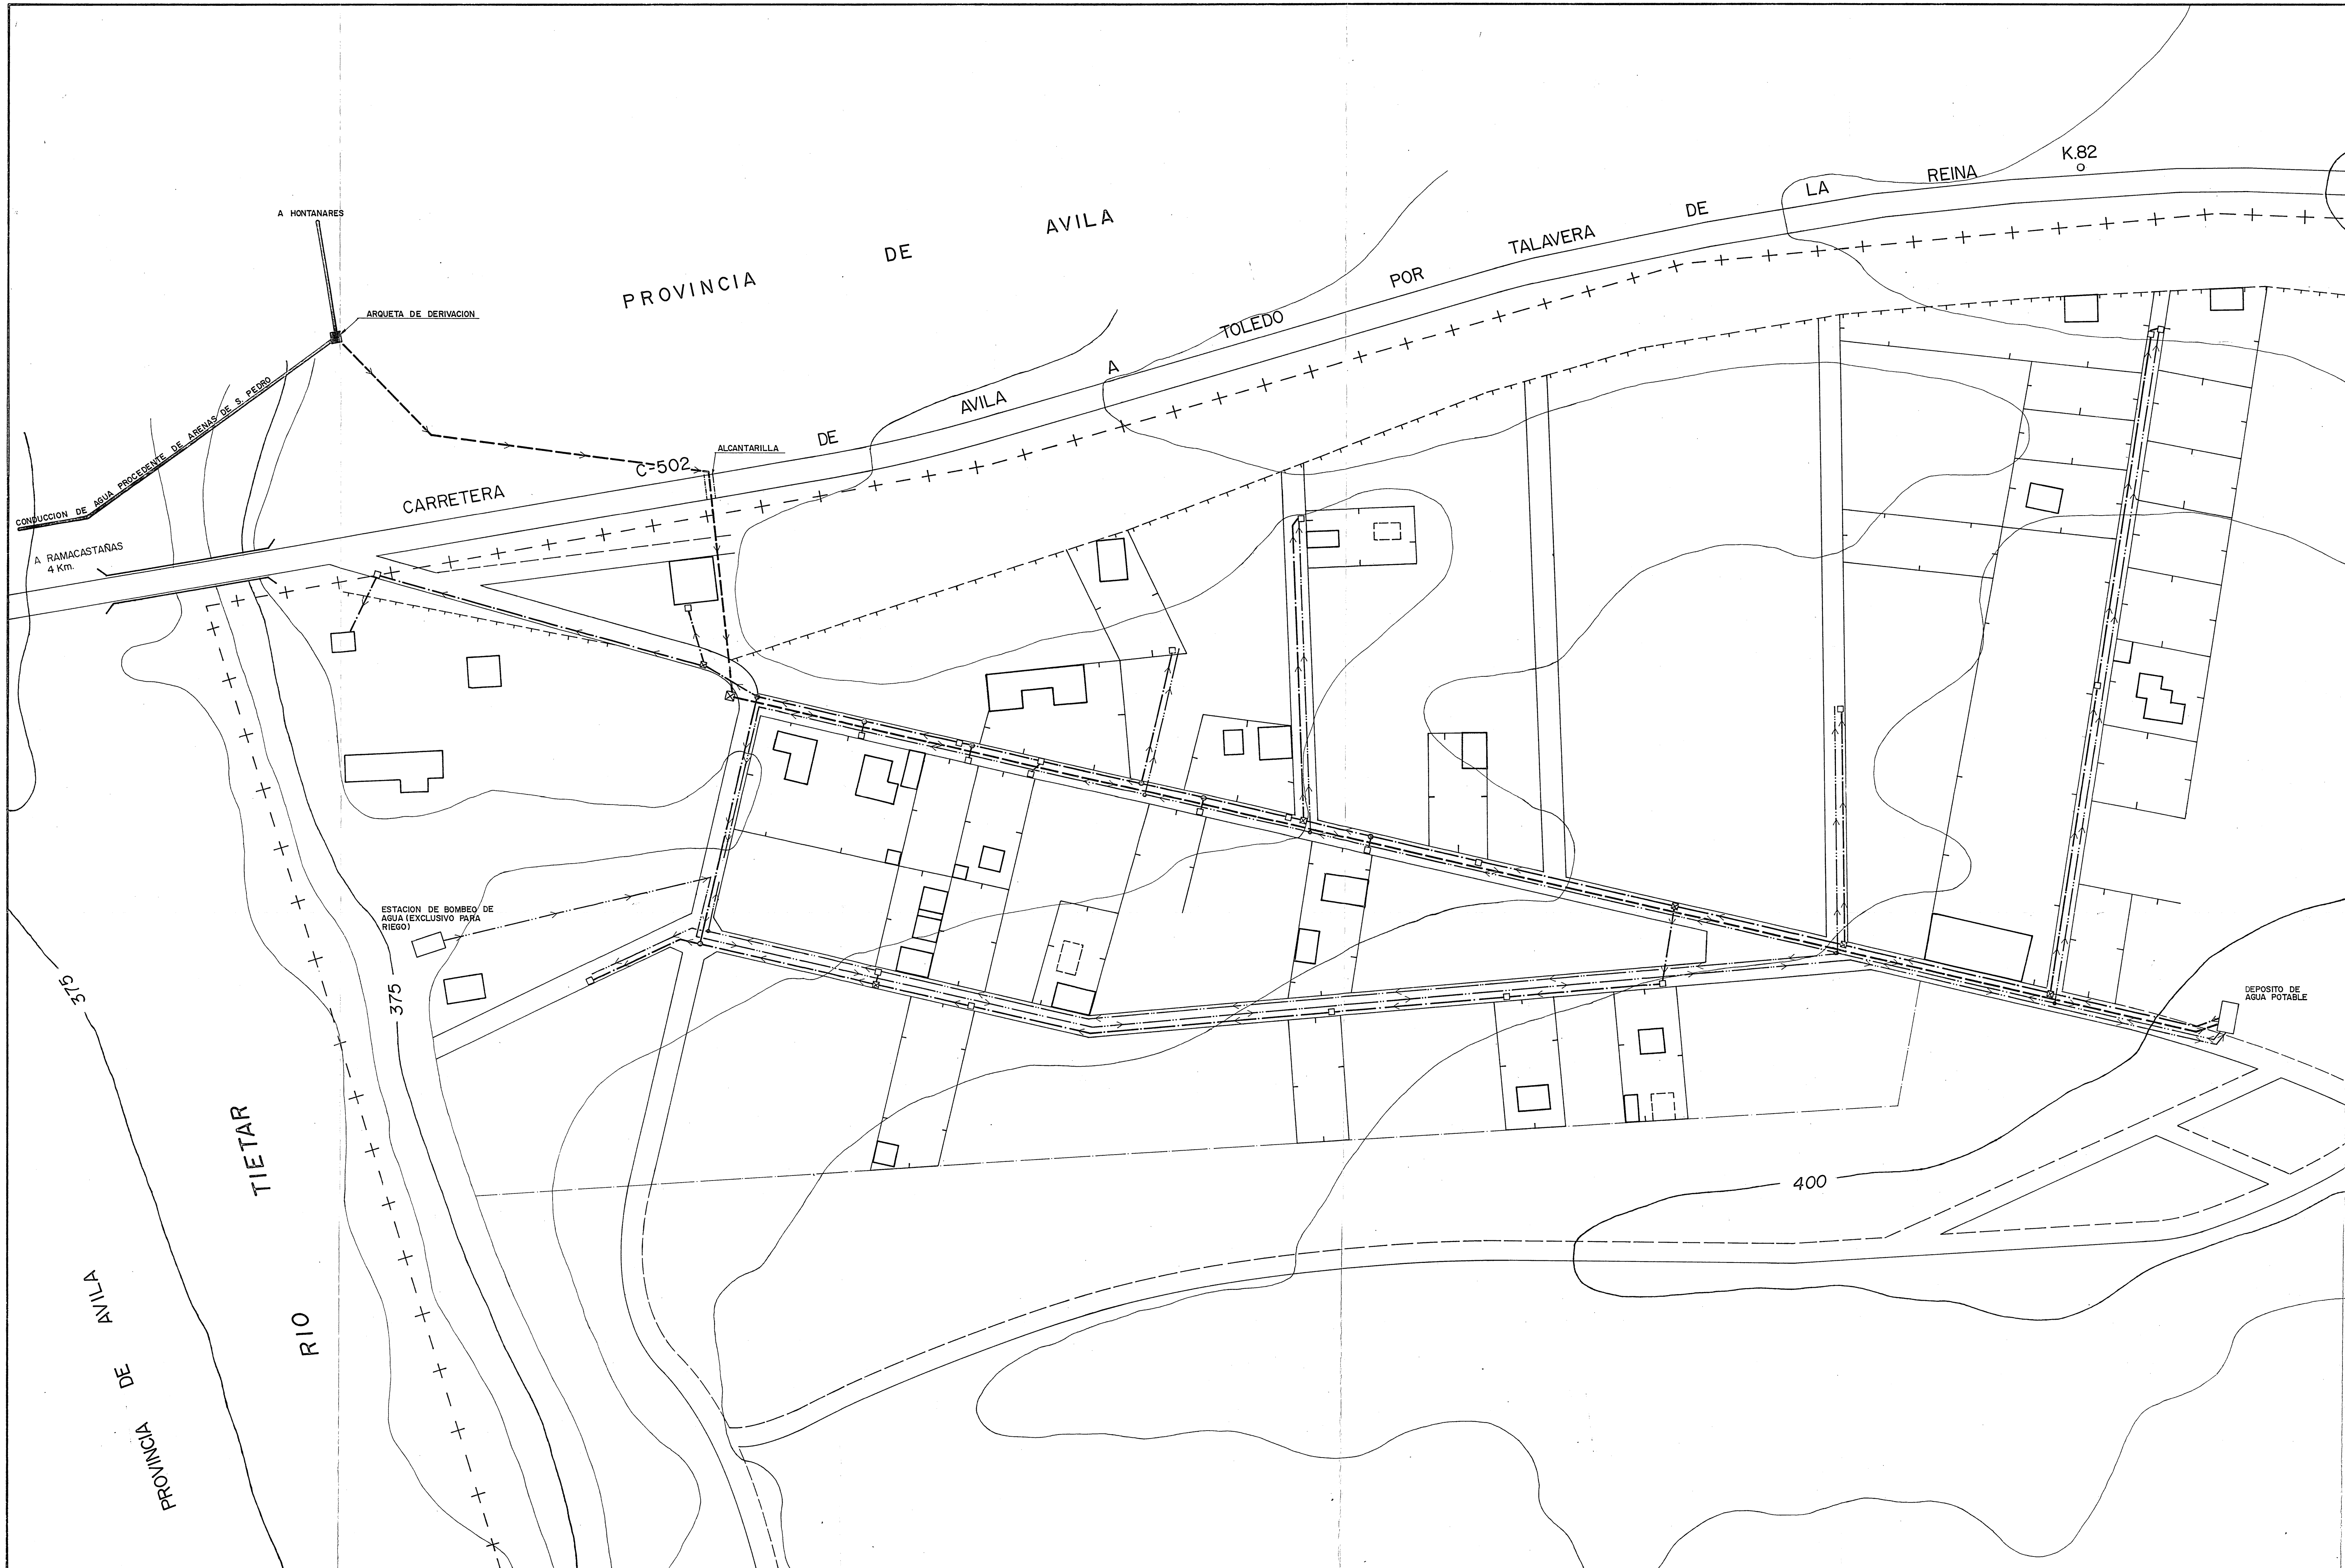 K.82
CARRETERA C-502 DE AVILA A TOLEDO POR TALAVERA DE LA REINA
A HONTANARES
PROVINCIA DE AVILA
ARQUETA DE DERIVACION
CONDUCCION DE AGUA PROCEDENTE DE ARENAS DE S. PEDRO
ALCANTARILLA
A RAMACASTAÑAS
4 Km.
ESTACION DE BOMBEO DE
AGUA (EXCLUSIVO PARA
RIEGO)
375
375
DEPOSITO DE
AGUA POTABLE
RIO TIETAR
400
PROVINCIA DE AVILA